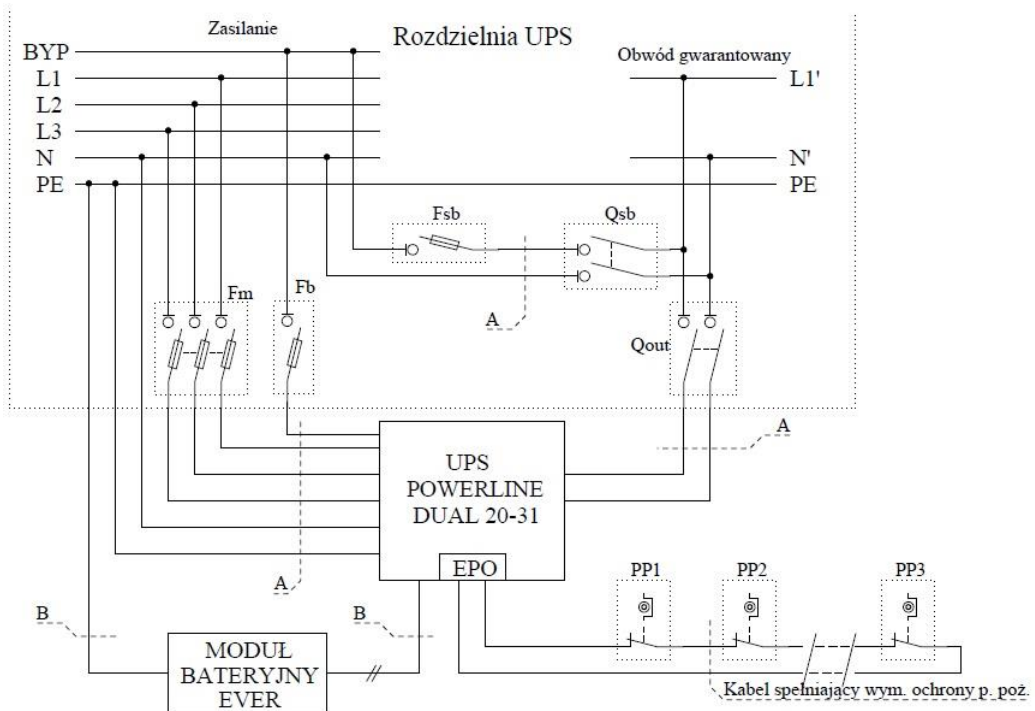 Zasilanie
Rozdzielnia UPS
Obwód gwarantowany
BYP
L1
L1'
L2
L3
N
N'
PE
PE
Fsb
Qsb
A
Fm
Fb
Qout
A
UPS
POWERLINE
DUAL 20-31
EPO
A
PP1
PP2
PP3
B
B
MODUŁ
BATERYJNY
EVER
Kabel spełniający wym. ochrony p. poż.